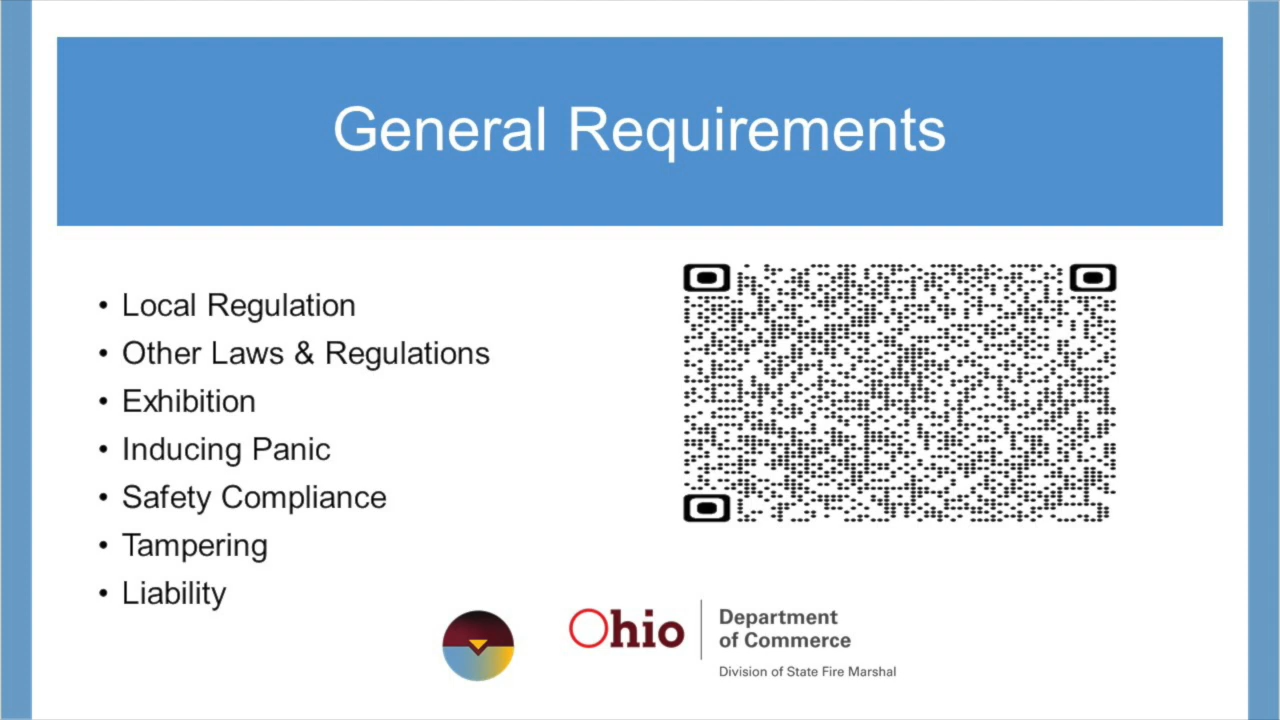 General Requirements
• Local Regulation
• Other Laws & Regulations
• Exhibition
• Inducing Panic
• Safety Compliance
• Tampering
• Liability
Ohio
Department
of Commerce
Division of State Fire Marshal